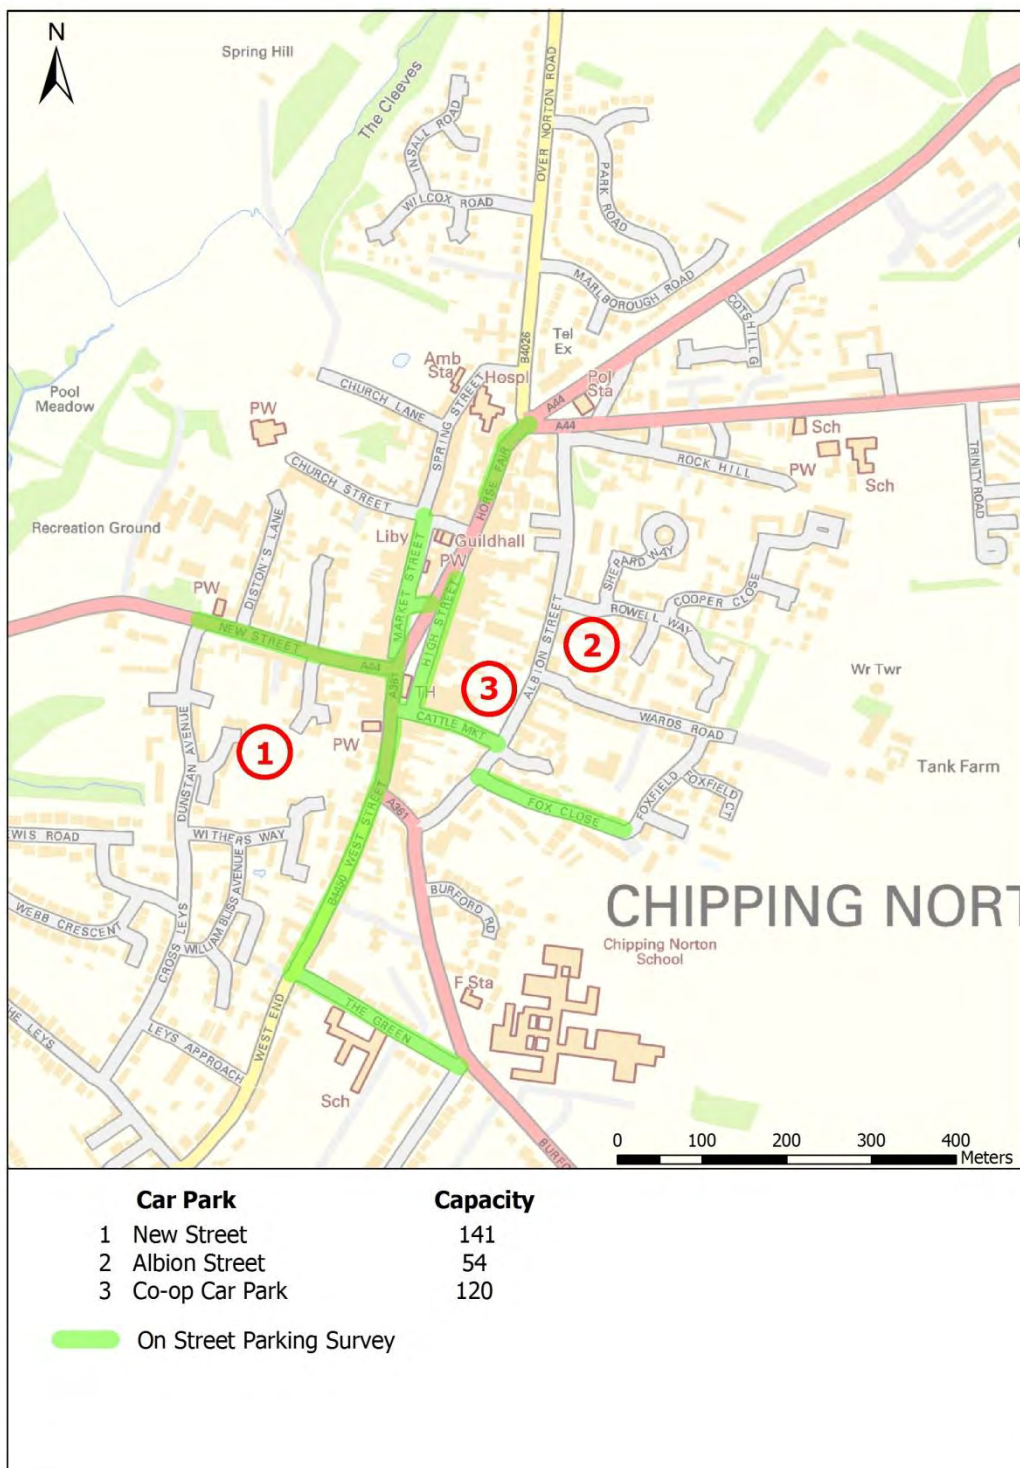 N
Spring Hill
The Cleeves
INSALL ROAD
WILCOX ROAD
OVER NORTON ROAD
PARK ROAD
MARLBOROUGH ROAD
COTSHILL G
Tel
Ex
B4026
Amb
Sta
Hospl
Pol
Sta
A44
A44
Pool
Meadow
PW
CHURCH LANE
SPRING STREET
HORSE FAIR
Sch
PW
Sch
ROCK HILL
TRINITY ROAD
CHURCH STREET
Recreation Ground
DISTON'S LANE
Liby
Guildhall
PW
SHEPARD WAY
COOPER CLOSE
ROWELL WAY
PW
NEW STREET
A44
MARKET STREET
HIGH STREET
ALBION STREET
2
3
1
A361
TH
CATTLE MKT
PW
WARDS ROAD
Wr Twr
Tank Farm
DUNSTAN AVENUE
FOXFIELD
FOXFIELD CT
FOX CLOSE
A361
EWIS ROAD
WITHERS WAY
B4450 WEST STREET
WEBB CRESCENT
WILLIAM BLISS AVENUE
CROSS LEYS
BURFORD RD
CHIPPING NORT
Chipping Norton
School
F Sta
THE GREEN
WEST END
HE LEYS
LEYS APPROACH
Sch
BURFO
0 100 200 300 400
Meters
Car Park Capacity
1 New Street 141
2 Albion Street 54
3 Co-op Car Park 120
On Street Parking Survey